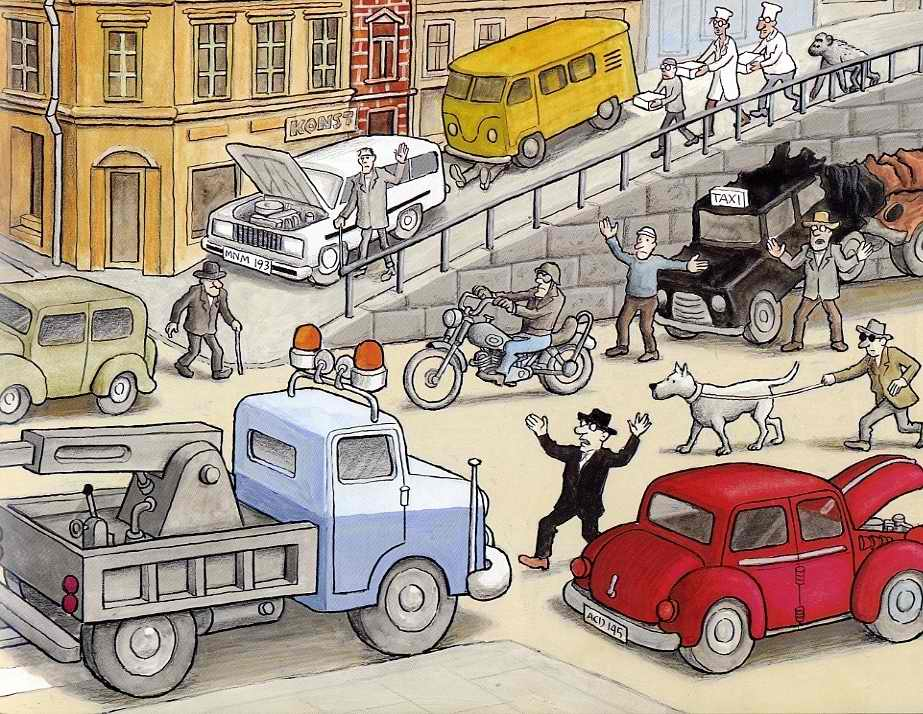 KONST
TAXI
MNM 193
ACD 145